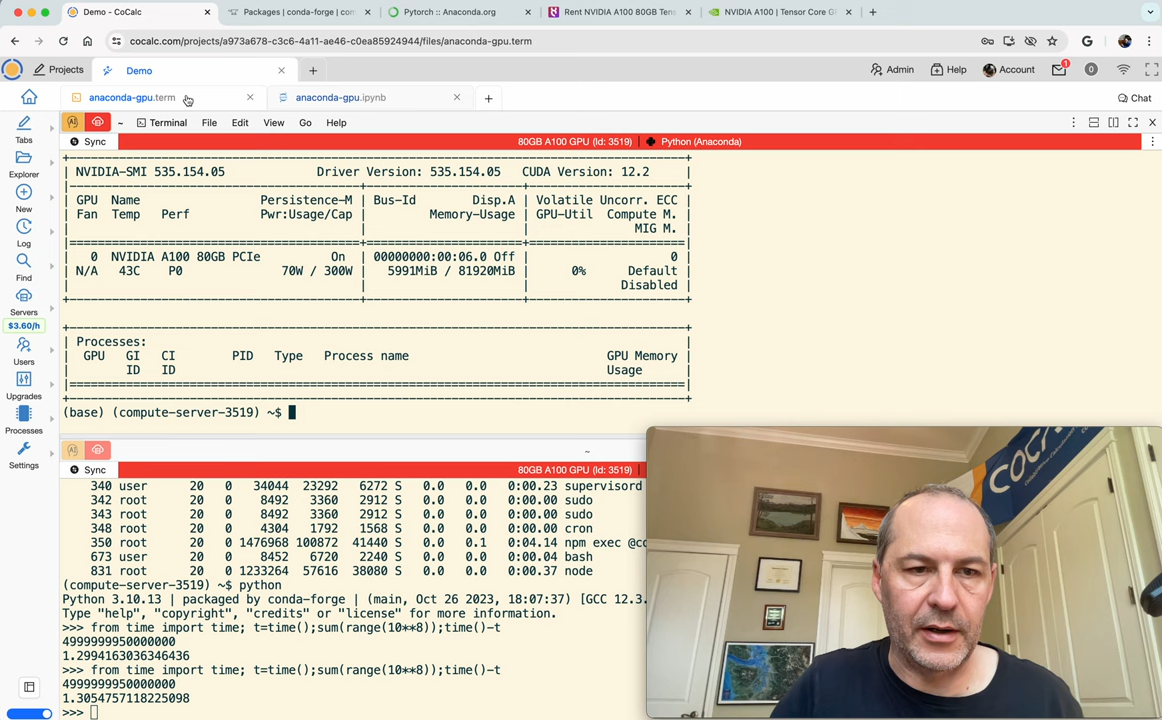 Demo - CoCalc
Packages | conda-forge | con
Pytorch :: Anaconda.org
Rent NVIDIA A100 80GB Tens
NVIDIA A100 | Tensor Core G
cocalc.com/projects/a973a678-c3c6-4a11-ae46-c0ea85924944/files/anaconda-gpu.term
Projects
Demo
Admin
Help
Account
1
0
anaconda-gpu.term
anaconda-gpu.ipynb
Chat
~ Terminal File Edit View Go Help
Sync
80GB A100 GPU (Id: 3519) Python (Anaconda)
Tabs
Explorer
New
Log
Find
Servers
$3.60/h
Users
Upgrades
Processes
Settings
NVIDIA-SMI 535.154.05 Driver Version: 535.154.05 CUDA Version: 12.2
GPU Name Persistence-M | Bus-Id Disp.A | Volatile Uncorr. ECC
Fan Temp Perf Pwr:Usage/Cap | Memory-Usage | GPU-Util Compute M.
MIG M.
0 NVIDIA A100 80GB PCIe On | 00000000:00:06.0 Off | 0
N/A 43C P0 70W / 300W | 5991MiB / 81920MiB | 0% Default
Disabled
Processes:
GPU GI CI PID Type Process name GPU Memory
ID ID Usage
(base) (compute-server-3519) ~$
AI
~
Sync
80GB A100 GPU (Id: 3519)
340 user 20 0 34044 23292 6272 S 0.0 0.0 0:00.23 supervisord
342 root 20 0 8492 3360 2912 S 0.0 0.0 0:00.00 sudo
343 root 20 0 8492 3360 2912 S 0.0 0.0 0:00.00 sudo
348 root 20 0 4304 1792 1568 S 0.0 0.0 0:00.00 cron
350 root 20 0 1476968 100872 41440 S 0.0 0.1 0:04.14 npm exec @co
673 user 20 0 8452 6720 2240 S 0.0 0.0 0:00.04 bash
831 root 20 0 1233264 57616 38080 S 0.0 0.0 0:00.37 node
(compute-server-3519) ~$ python
Python 3.10.13 | packaged by conda-forge | (main, Oct 26 2023, 18:07:37) [GCC 12.3.
Type "help", "copyright", "credits" or "license" for more information.
>>> from time import time; t=time();sum(range(10**8));time()-t
4999999950000000
1.2994163036346436
>>> from time import time; t=time();sum(range(10**8));time()-t
4999999950000000
1.3054757118225098
>>>
COCALC